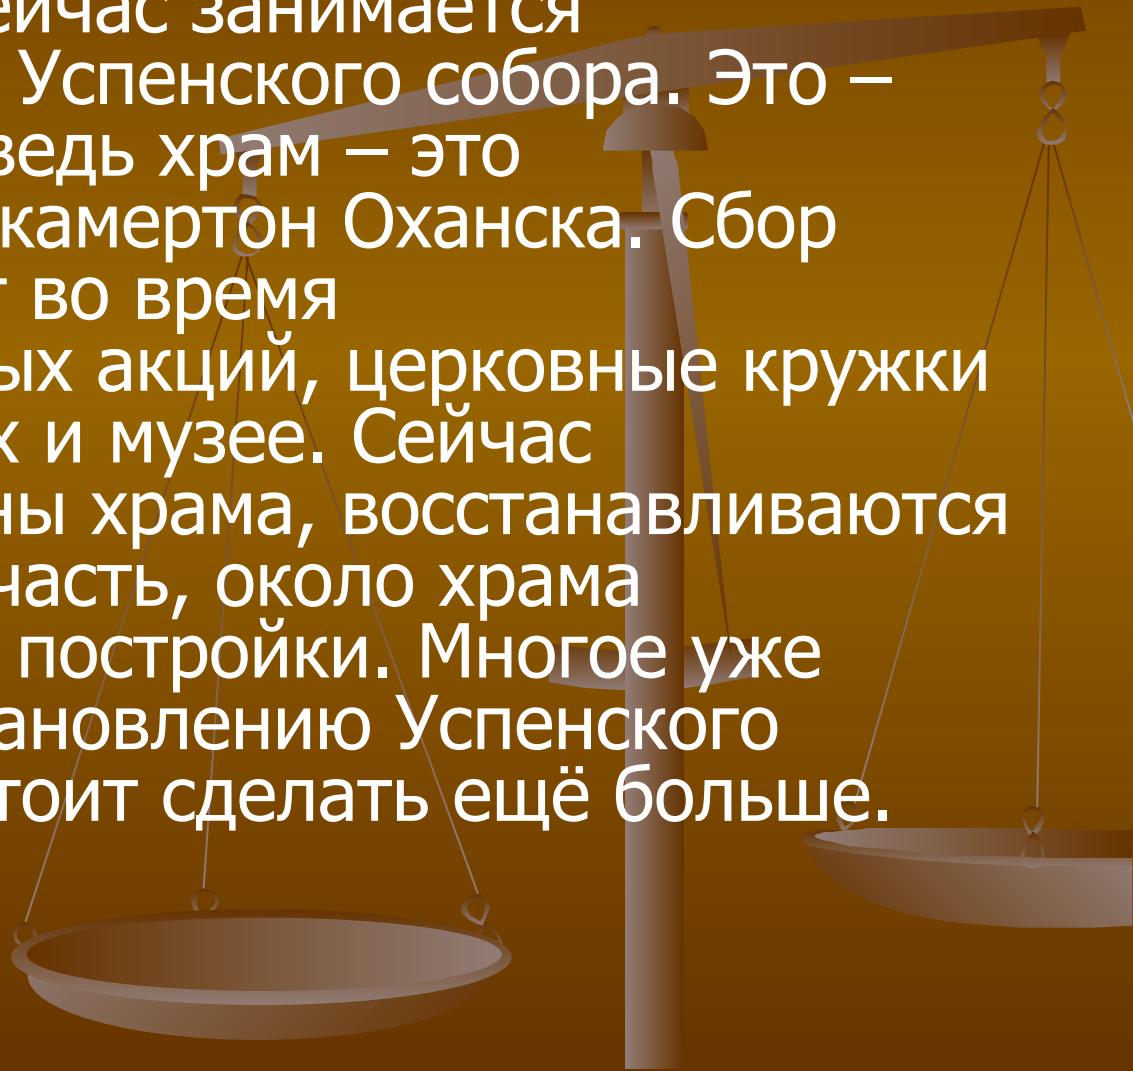 ейчас занимается
Успенского собора. Это –
ведь храм – это
камертон Оханска. Сбор
т во время
ых акций, церковные кружки
х и музее. Сейчас
ны храма, восстанавливаются
часть, около храма
постройки. Многое уже
ановлению Успенского
тоит сделать ещё больше.